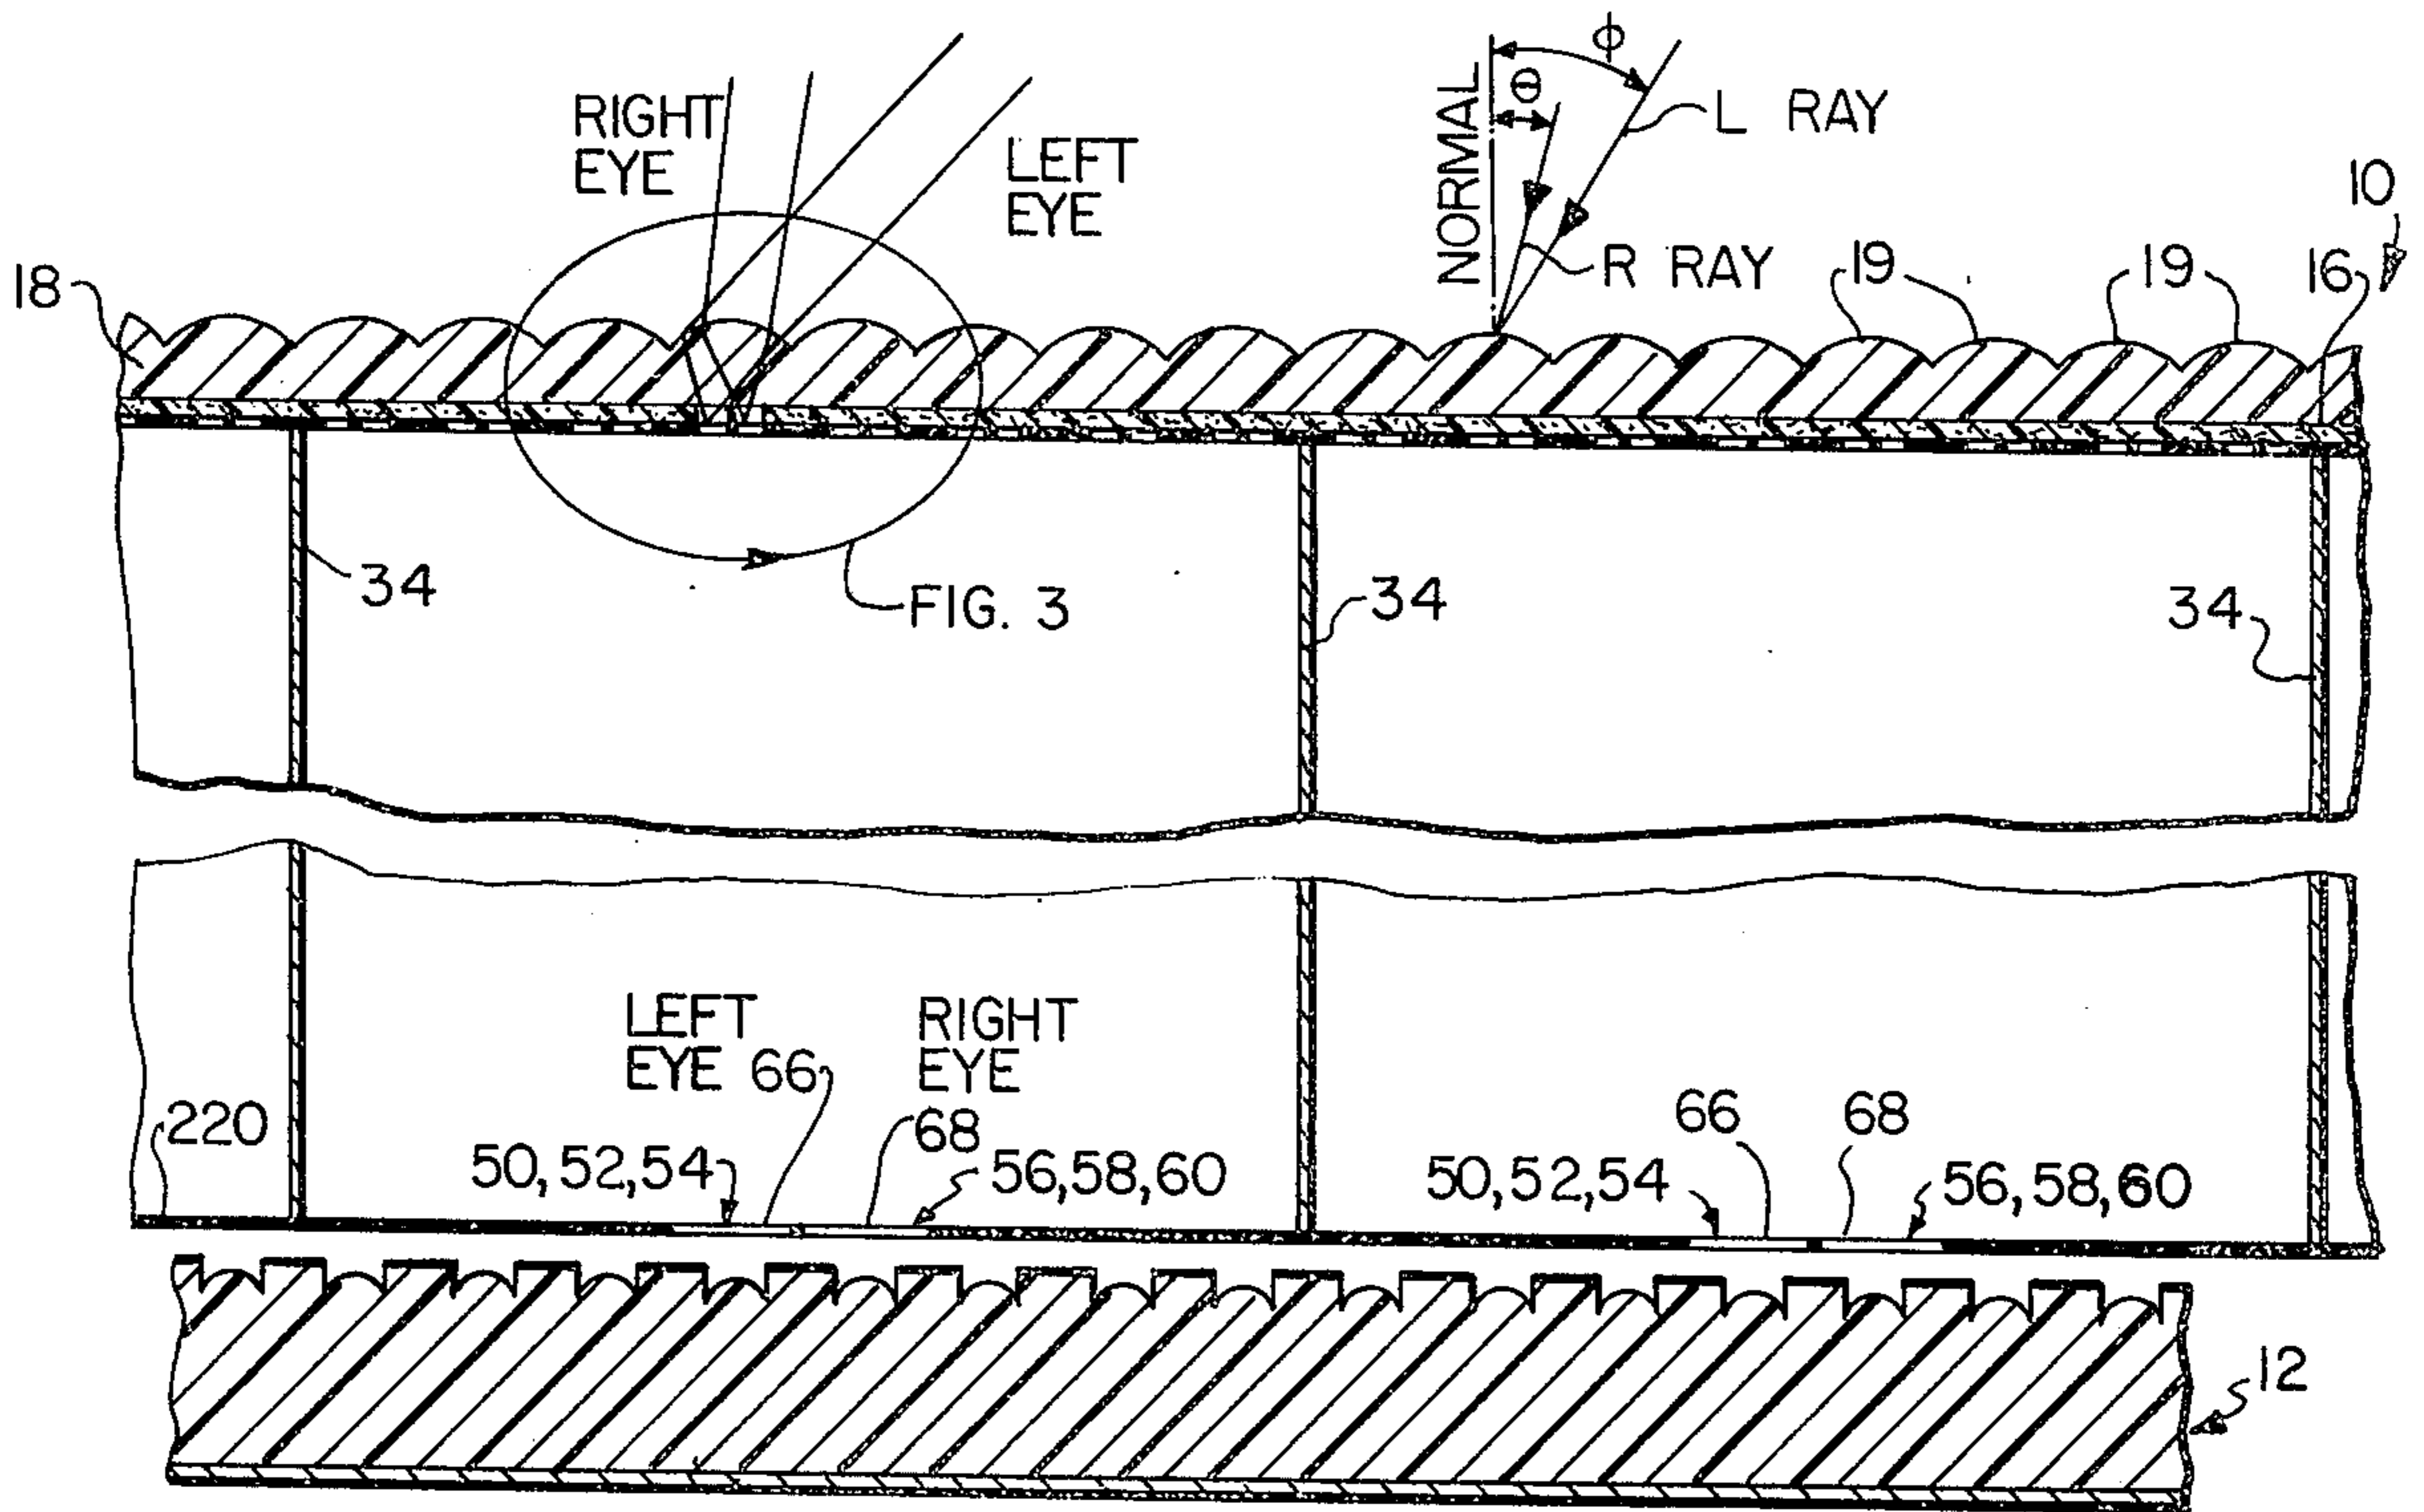 RIGHT
EYE
LEFT
EYE
NORMAL
Θ
ϕ
L RAY
R RAY
10
18
19
19
16
34
FIG. 3
34
34
LEFT
EYE
66
RIGHT
EYE
68
220
50, 52, 54
56, 58, 60
66
68
50, 52, 54
56, 58, 60
12